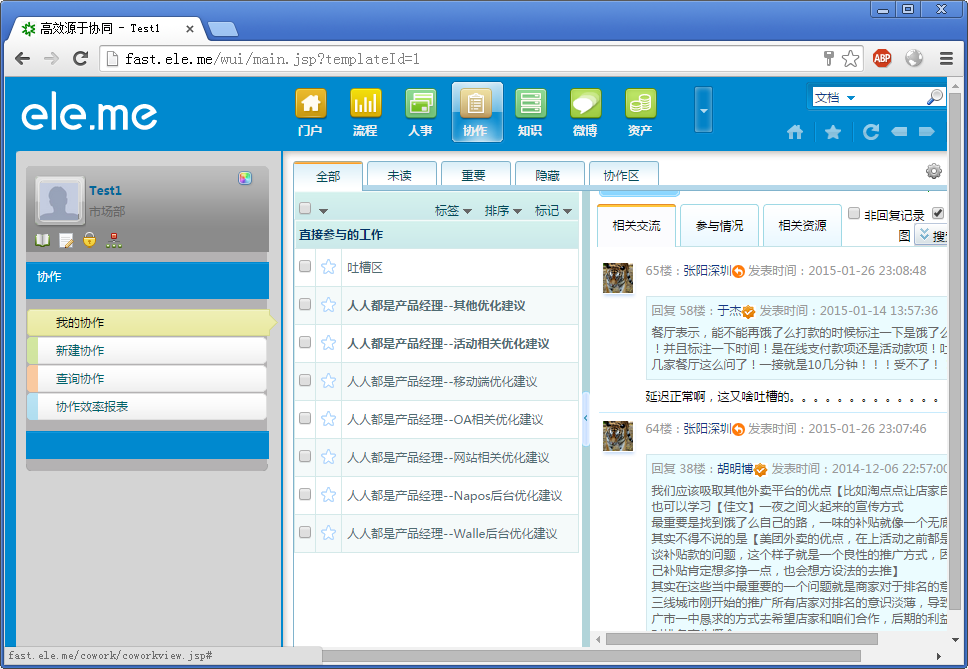 高效源于协同 - Test1
fast.ele.me/wui/main.jsp?templateId=1
ABP
ele.me
门户
流程
人事
协作
知识
微博
资产
文档
Test1
市场部
协作
我的协作
新建协作
查询协作
协作效率报表
全部
未读
重要
隐藏
协作区
标签
排序
标记
直接参与的工作
吐槽区
人人都是产品经理--其他优化建议
人人都是产品经理--活动相关优化建议
人人都是产品经理--移动端优化建议
人人都是产品经理--OA相关优化建议
人人都是产品经理--网站相关优化建议
人人都是产品经理--Napos后台优化建议
人人都是产品经理--Walle后台优化建议
相关交流
参与情况
相关资源
非回复记录
图
搜
65楼：张阳深圳 发表时间：2015-01-26 23:08:48
回复 58楼：于杰 发表时间：2015-01-14 13:57:36
餐厅表示，能不能再饿了么打款的时候标注一下是饿了么
！并且标注一下时间！是在线支付款项还是活动款项！吐
几家餐厅这么问了！一接就是10几分钟！！！受不了！
延迟正常啊，这又啥吐槽的。。。。。。。。。。。。。
64楼：张阳深圳 发表时间：2015-01-26 23:07:46
回复 38楼：胡明博 发表时间：2014-12-06 22:57:00
我们应该吸取其他外卖平台的优点【比如淘点点让店家自
也可以学习【佳文】一夜之间火起来的宣传方式
最重要是找到饿了么自己的路，一味的补贴就像一个无底
其实不得不说的是【美团外卖的优点，在上活动之前都是
谈补贴款的问题，这个样子就是一个良性的推广方式，因
己补贴肯定想多挣一点，也会想方设法的去推】
其实在这些当中最重要的一个问题就是商家对于排名的意
三线城市刚开始的推广所有店家对排名的意识淡薄，导致
广市一中恳求的方式去希望店家和咱们合作，后期的利益
fast.ele.me/cowork/coworkview.jsp#